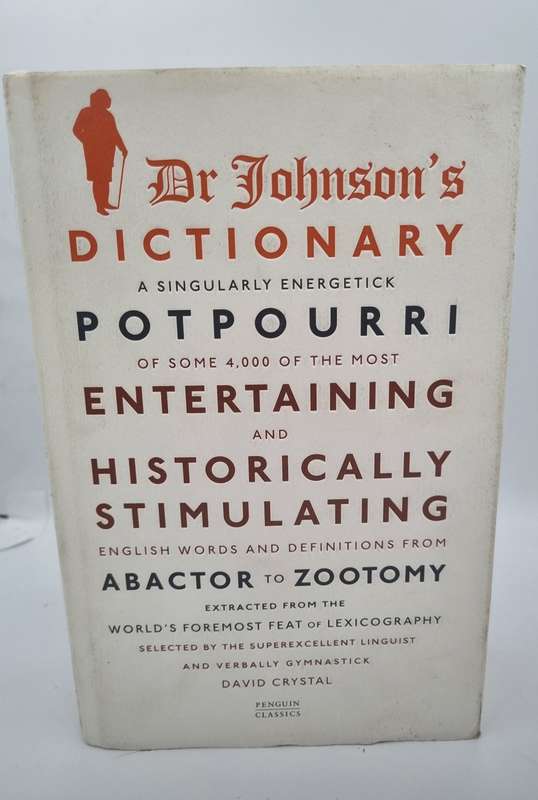 Dr Johnson's
DICTIONARY
A SINGULARLY ENERGETICK
POTPOURRI
OF SOME 4,000 OF THE MOST
ENTERTAINING
AND
HISTORICALLY
STIMULATING
ENGLISH WORDS AND DEFINITIONS FROM
ABACTOR TO ZOOTOMY
EXTRACTED FROM THE
WORLD'S FOREMOST FEAT OF LEXICOGRAPHY
SELECTED BY THE SUPEREXCELLENT LINGUIST
AND VERBALLY GYMNASTICK
DAVID CRYSTAL
PENGUIN
CLASSICS